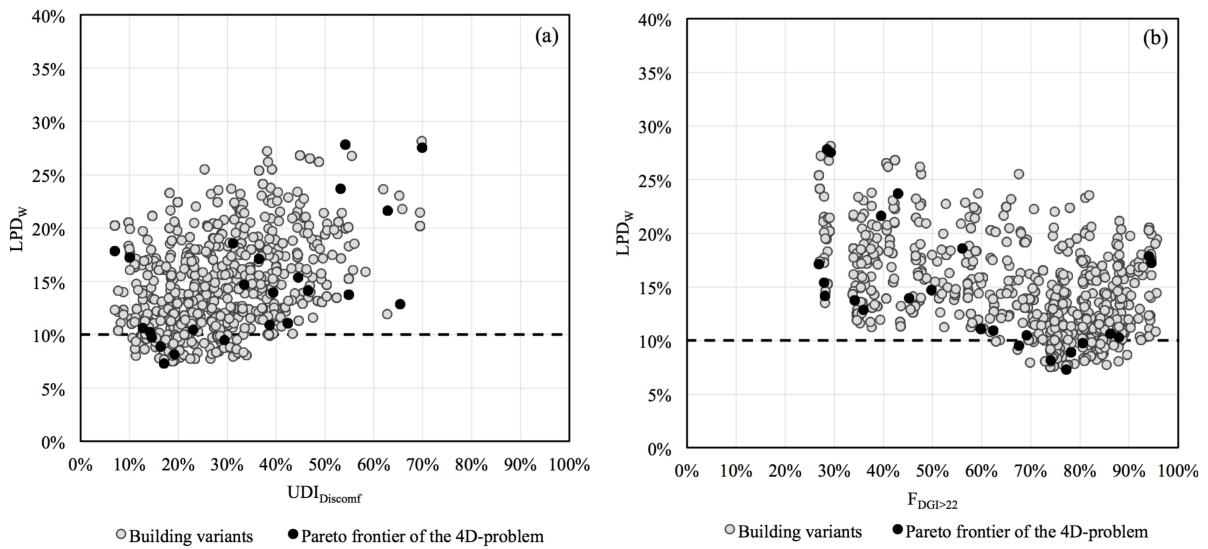 (a)
40%
35%
30%
25%
20%
15%
10%
5%
0%
LPD_W
0% 10% 20% 30% 40% 50% 60% 70% 80% 90% 100%
UDI_Discomf
Building variants Pareto frontier of the 4D-problem
(b)
40%
35%
30%
25%
20%
15%
10%
5%
0%
LPD_W
0% 10% 20% 30% 40% 50% 60% 70% 80% 90% 100%
F_DGI>22
Building variants Pareto frontier of the 4D-problem